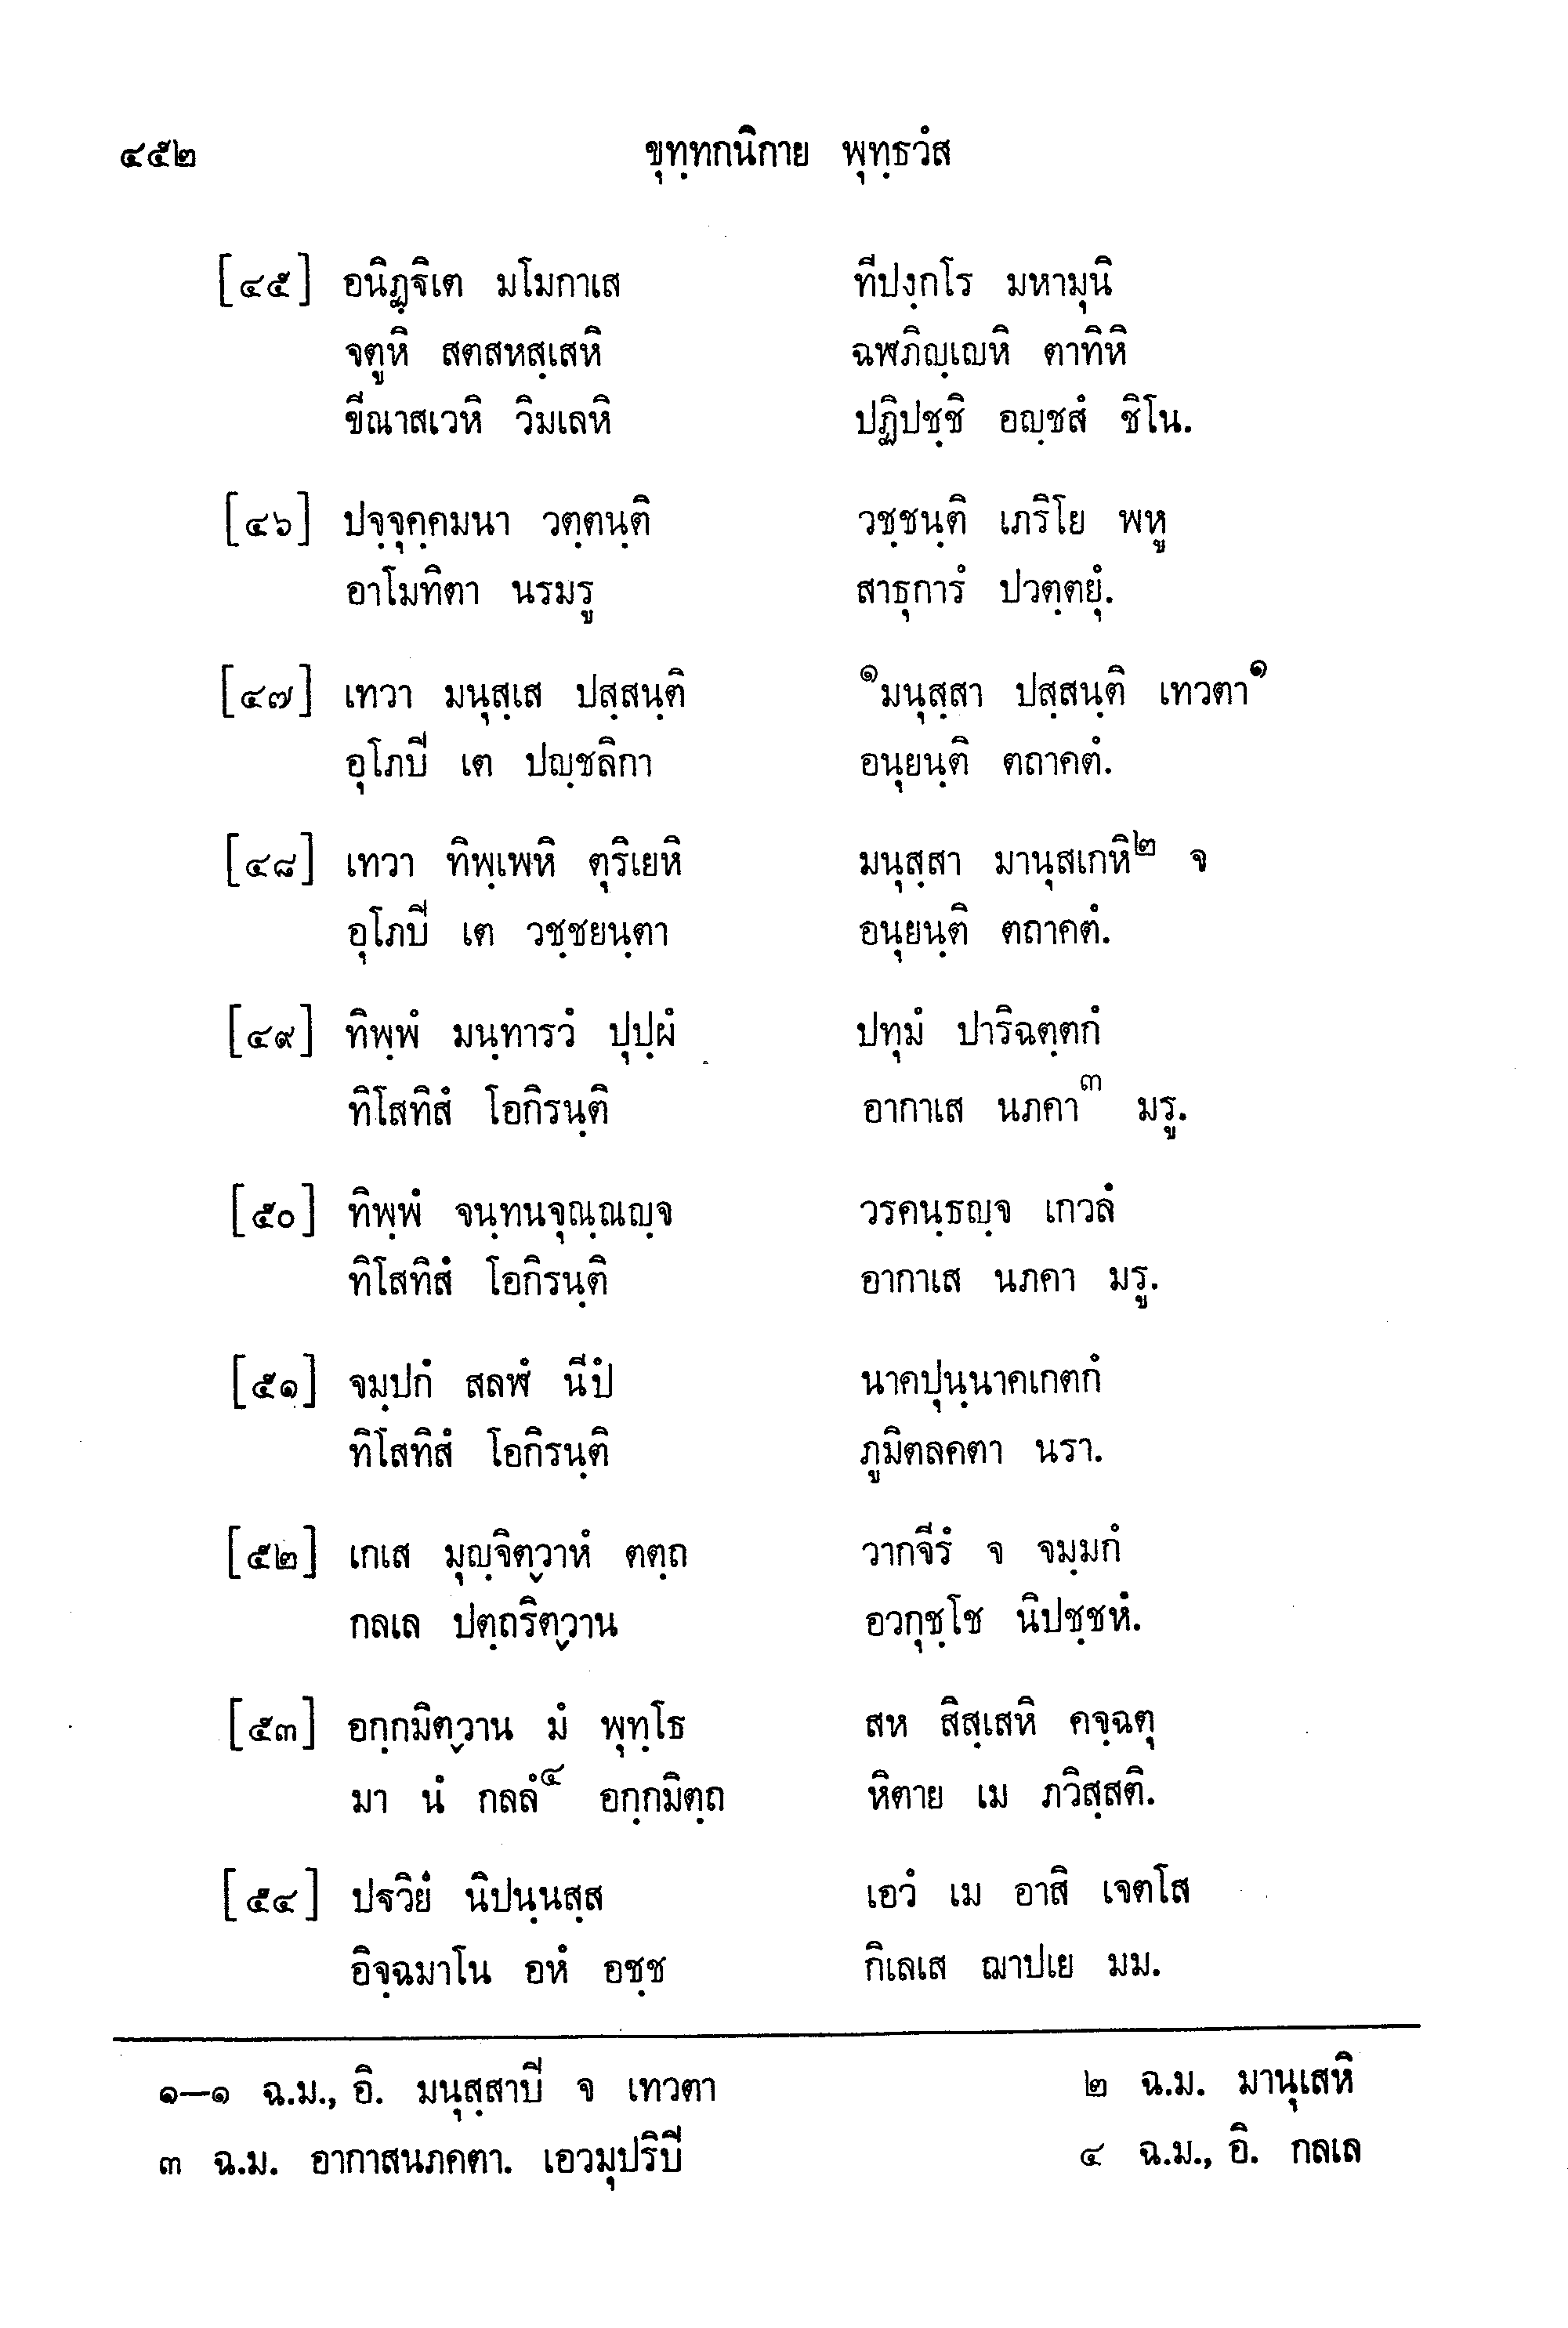 ๔๕๒ ขุทฺทกนิกาย พุทฺธวํส
[๔๕] อนิฏฺฐิเต มโมกาเส ทีปงฺกโร มหามุนิ
จตูหิ สตสหสฺเสหิ ฉฬภิญฺเญหิ ตาทิหิ
ขีณาสเวหิ วิมเลหิ ปฏิปชฺชิ อญฺชสํ ชิโน.
[๔๖] ปจฺจุคฺคมนา วตฺตนฺติ วชฺชนฺติ เภริโย พหู
อาโมทิตา นรมรู สาธุการํ ปวตฺตยุํ.
[๔๗] เทวา มนุสฺเส ปสฺสนฺติ ๑มนุสฺสา ปสฺสนฺติ เทวตา๑
อุโภปิ เต ปญฺชลิกา อนุยนฺติ ตถาคตํ.
[๔๘] เทวา ทิพฺเพหิ ตุริเยหิ มนุสฺสา มานุสเกหิ๒ จ
อุโภปิ เต วชฺชยนฺตา อนุยนฺติ ตถาคตํ.
[๔๙] ทิพฺพํ มนฺทารวํ ปุปฺผํ ปทุมํ ปาริฉตฺตกํ
ทิโสทิสํ โอกิรนฺติ อากาเส นภคา๓ มรู.
[๕๐] ทิพฺพํ จนฺทนจุณฺณญฺจ วรคนฺธญฺจ เกวลํ
ทิโสทิสํ โอกิรนฺติ อากาเส นภคา มรู.
[๕๑] จมฺปกํ สลฬํ นีปํ นาคปุนฺนาคเกตกํ
ทิโสทิสํ โอกิรนฺติ ภูมิตลคตา นรา.
[๕๒] เกเส มุญฺจิตฺวาหํ ตตฺถ วากจีรํ จ จมฺมกํ
กลเล ปตฺถริตฺวาน อวกุชฺโช นิปชฺชหํ.
[๕๓] อกฺกมิตฺวาน มํ พุทฺโธ สห สิสฺเสหิ คจฺฉตุ
มา นํ กลลํ๔ อกฺกมิตฺถ หิตาย เม ภวิสฺสติ.
[๕๔] ปฐวิยํ นิปนฺนสฺส เอวํ เม อาสิ เจตโส
อิจฺฉมาโน อหํ อชฺช กิเลเส ฌาปเย มม.
๑—๑ ฉ.ม., อิ. มนุสฺสาปิ จ เทวตา ๒ ฉ.ม. มานุเสหิ
๓ ฉ.ม. อากาสนภคตา. เอวมุปริปิ ๔ ฉ.ม., อิ. กลเล